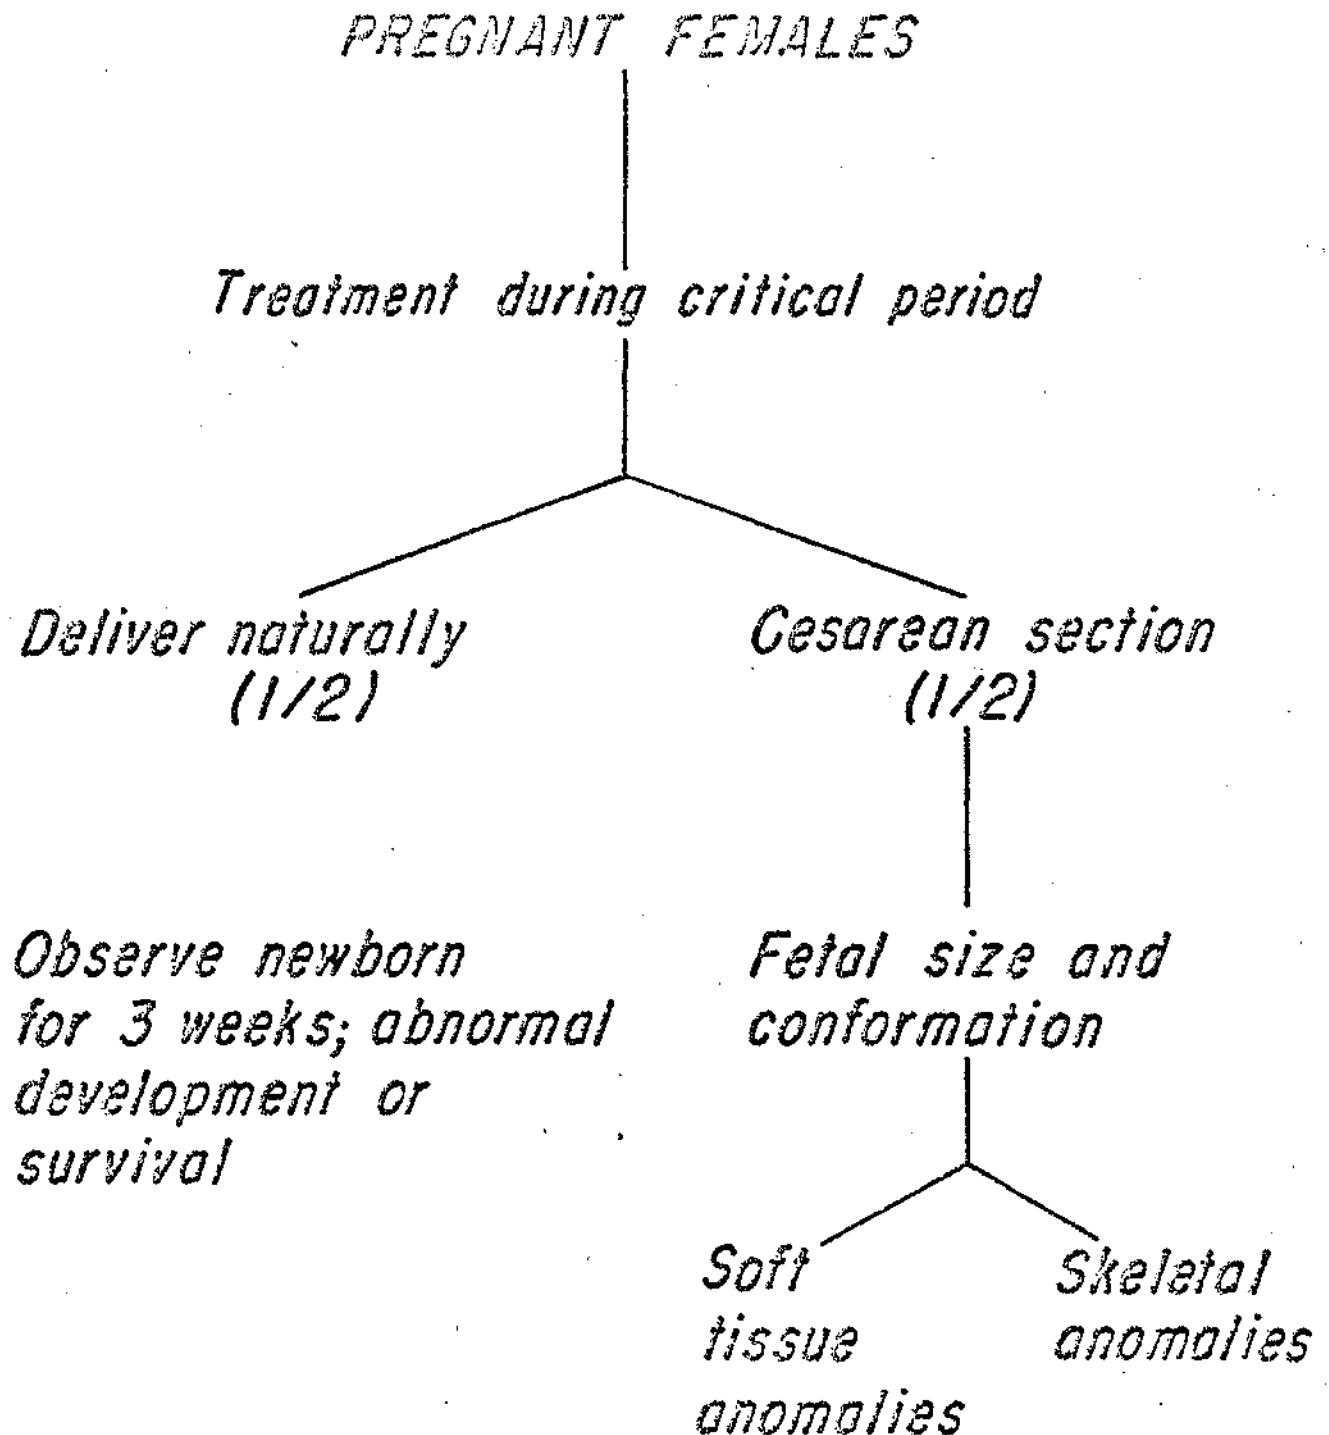 PREGNANT FEMALES
Treatment during critical period
Deliver naturally
(1/2)
Cesarean section
(1/2)
Observe newborn
for 3 weeks; abnormal
development or
survival
Fetal size and
conformation
Soft
tissue
anomalies
Skeletal
anomalies